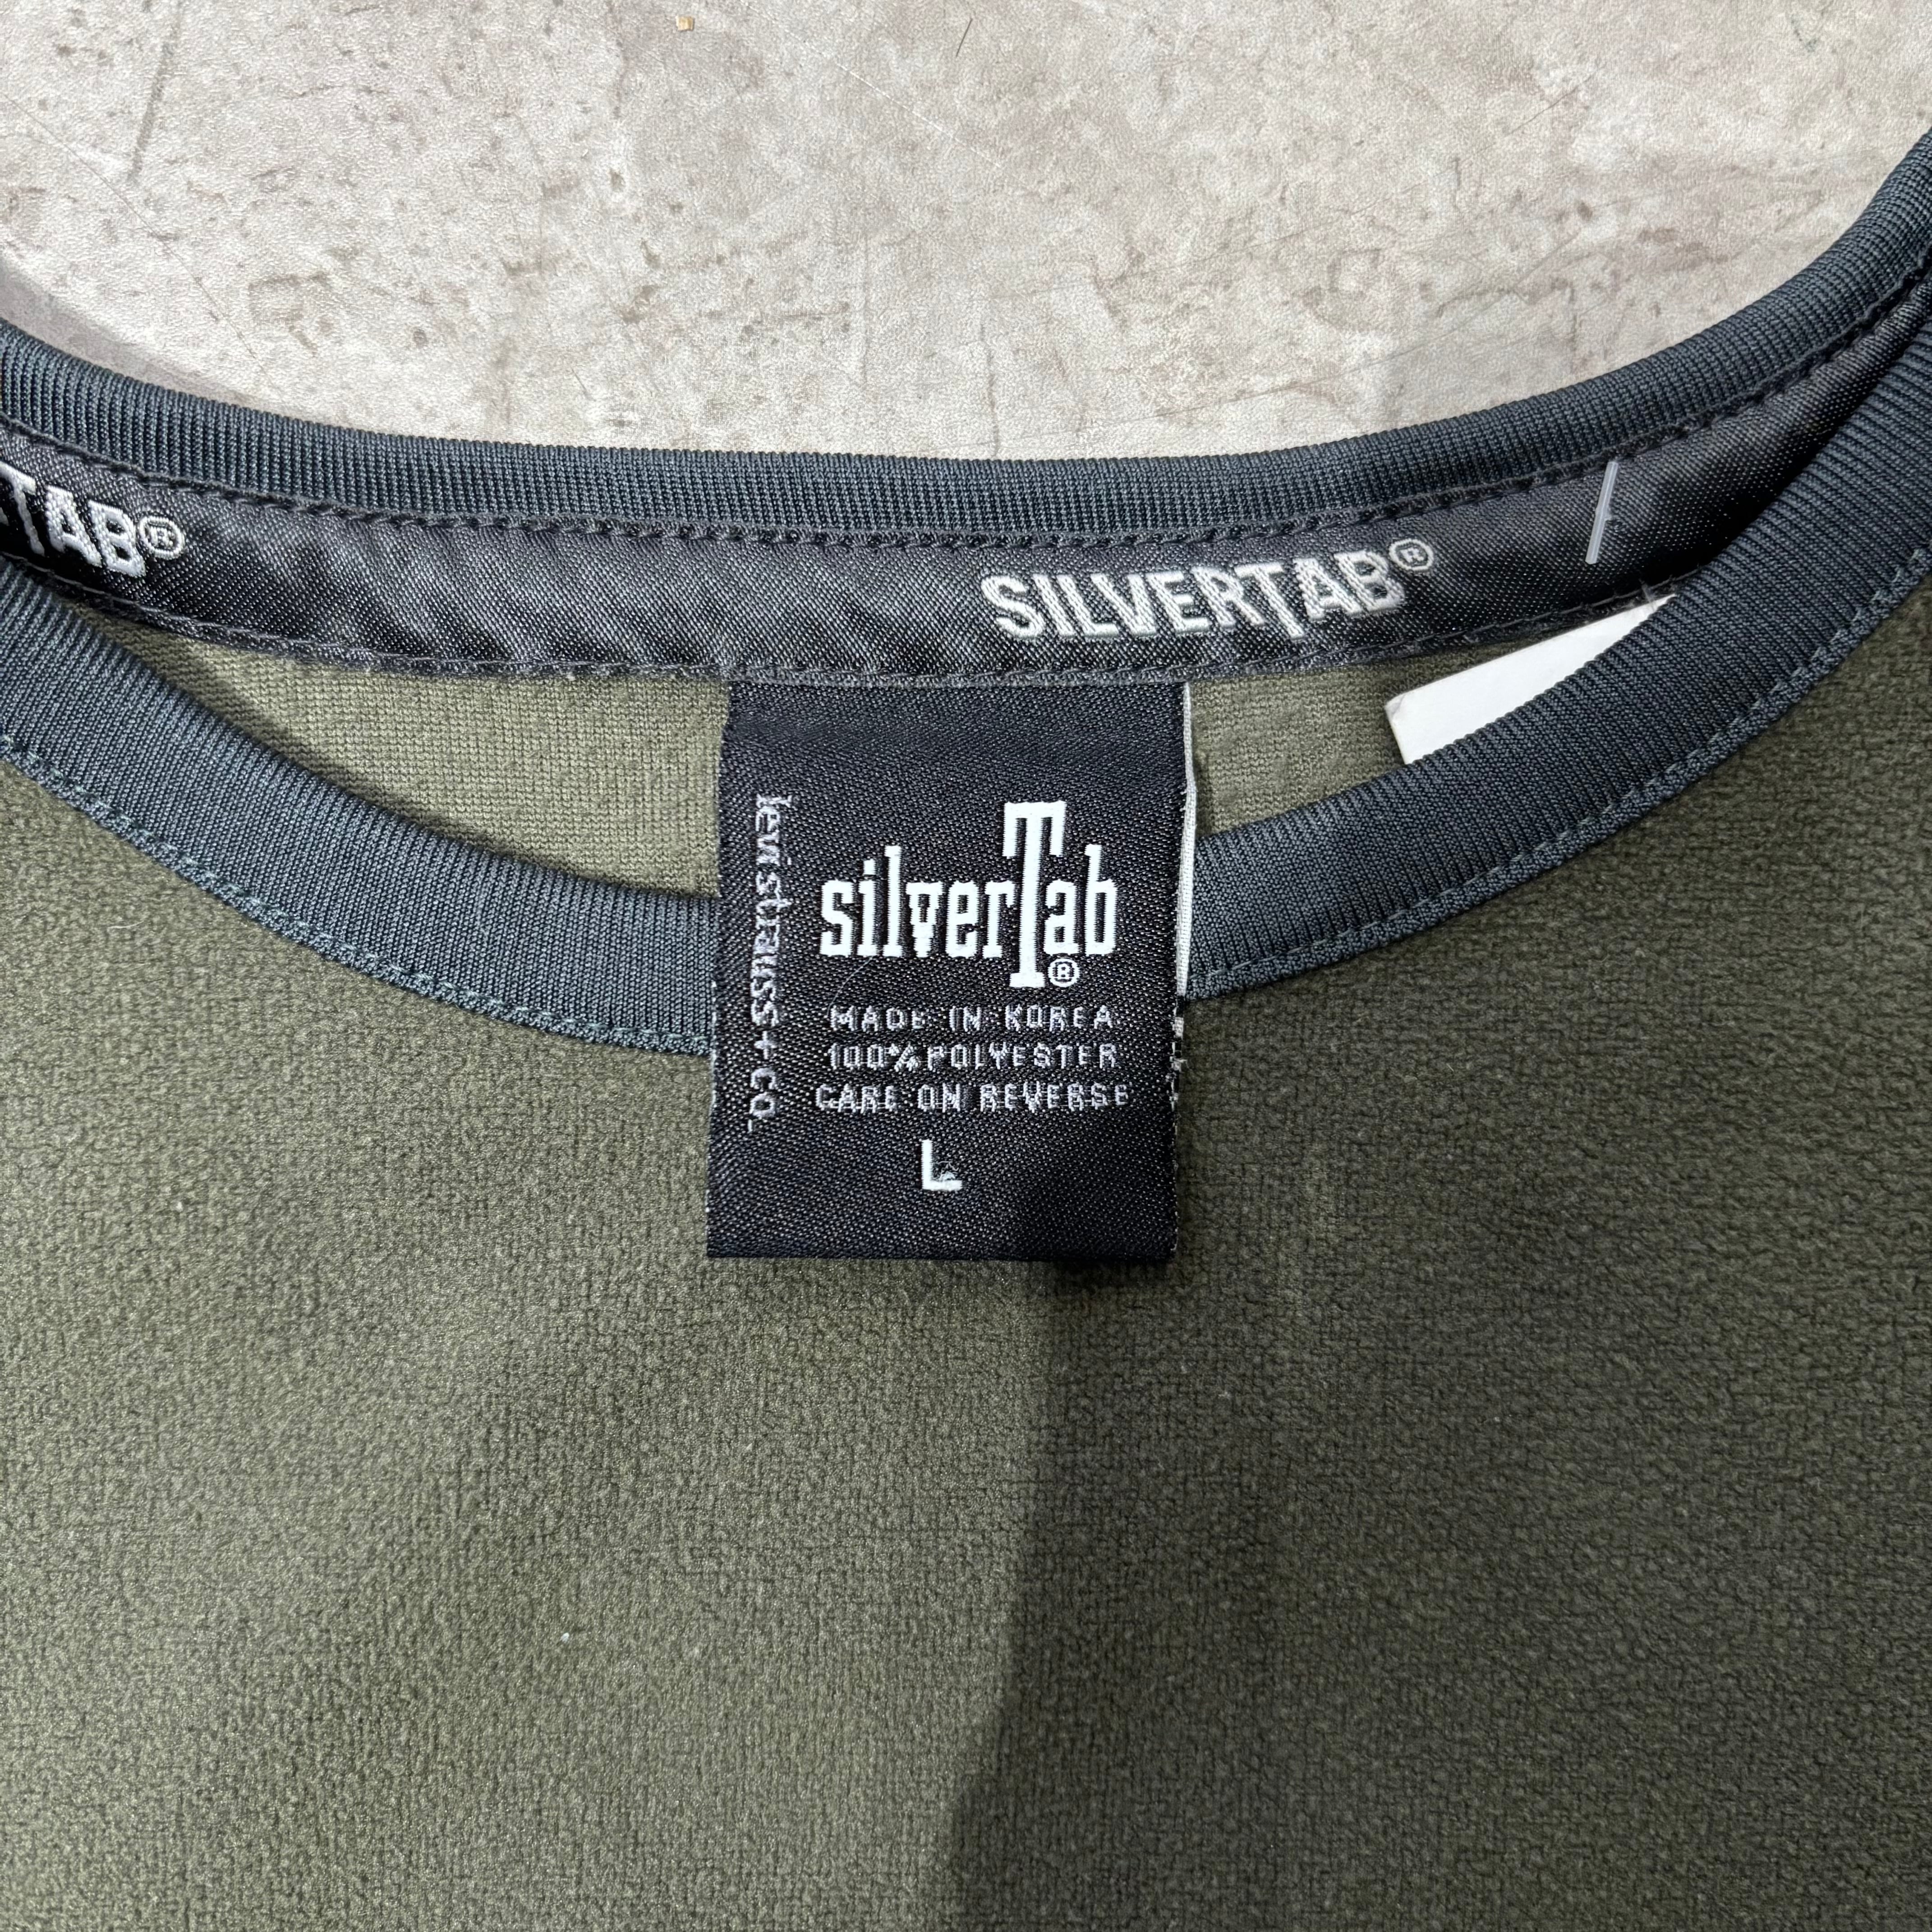 TAB®
SILVERTAB®
levi strauss + co.
silverTab®
MADE IN KOREA
100% POLYESTER
CARE ON REVERSE
L